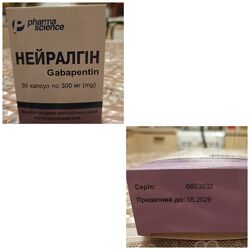 pharma
science
НЕЙРАЛГІН
Gabapentin
30 капсул по 300 мг (mg)
Серія: 6653932
Придатний до: 05.2029